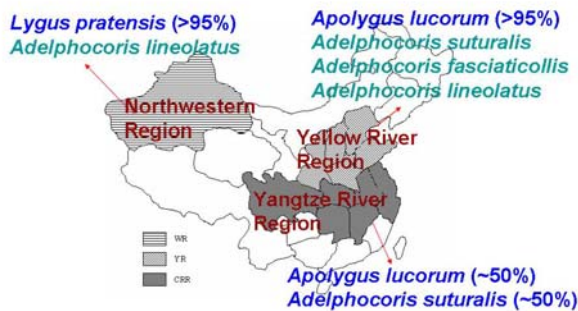 Lygus pratensis (>95%)
Adelphocoris lineolatus
Apolygus lucorum (>95%)
Adelphocoris suturalis
Adelphocoris fasciaticollis
Adelphocoris lineolatus
Northwestern
Region
Yellow River
Region
Yangtze River
Region
WR
YR
CRR
Apolygus lucorum (~50%)
Adelphocoris suturalis (~50%)